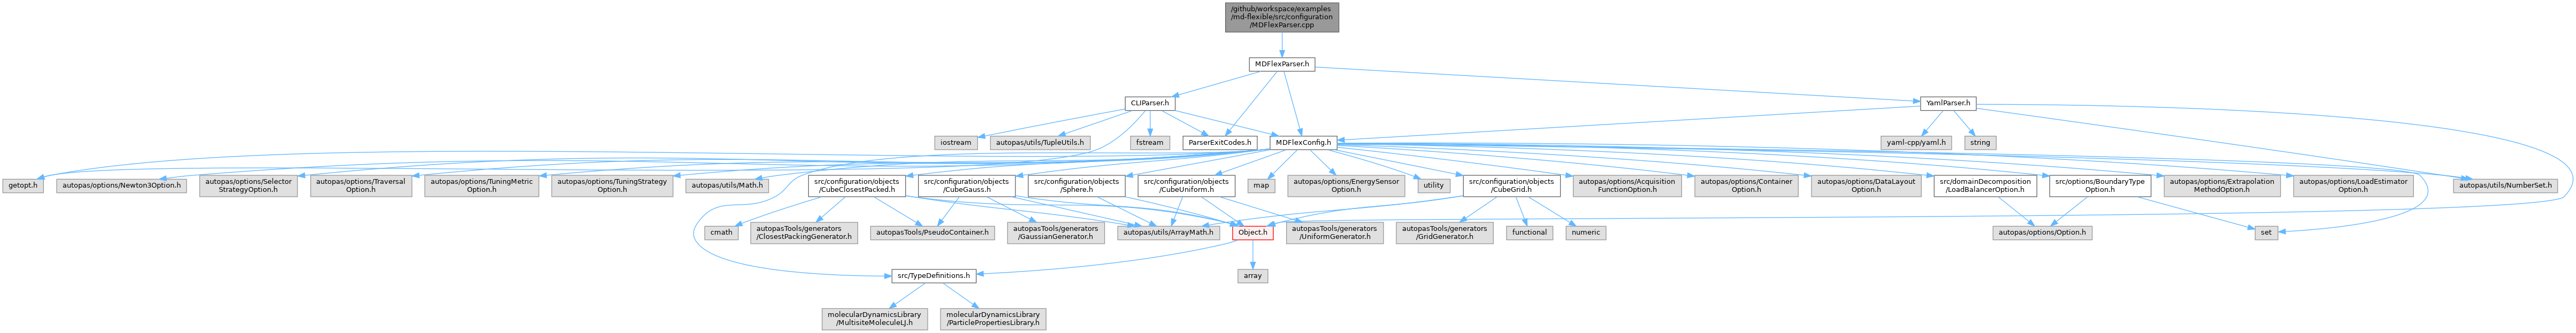 /github/workspace/examples
/md-flexible/src/configuration
/MDFlexParser.cpp
MDFlexParser.h
CLIParser.h
YamlParser.h
iostream
autopas/utils/TupleUtils.h
fstream
ParserExitCodes.h
MDFlexConfig.h
yaml-cpp/yaml.h
string
getopt.h
autopas/options/Newton3Option.h
autopas/options/Selector
StrategyOption.h
autopas/options/Traversal
Option.h
autopas/options/TuningMetric
Option.h
autopas/options/TuningStrategy
Option.h
autopas/utils/Math.h
src/configuration/objects
/CubeClosestPacked.h
src/configuration/objects
/CubeGauss.h
src/configuration/objects
/Sphere.h
src/configuration/objects
/CubeUniform.h
map
autopas/options/EnergySensor
Option.h
utility
src/configuration/objects
/CubeGrid.h
autopas/options/Acquisition
FunctionOption.h
autopas/options/Container
Option.h
autopas/options/DataLayout
Option.h
src/domainDecomposition
/LoadBalancerOption.h
src/options/BoundaryType
Option.h
autopas/options/Extrapolation
MethodOption.h
autopas/options/LoadEstimator
Option.h
autopas/utils/NumberSet.h
cmath
autopasTools/generators
/ClosestPackingGenerator.h
autopasTools/PseudoContainer.h
autopasTools/generators
/GaussianGenerator.h
autopas/utils/ArrayMath.h
Object.h
autopasTools/generators
/UniformGenerator.h
autopasTools/generators
/GridGenerator.h
functional
numeric
autopas/options/Option.h
set
src/TypeDefinitions.h
array
molecularDynamicsLibrary
/MultisiteMoleculeLJ.h
molecularDynamicsLibrary
/ParticlePropertiesLibrary.h